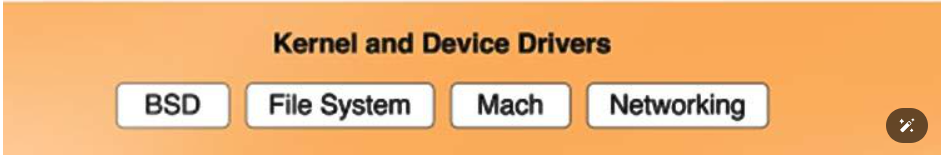 Kernel and Device Drivers
BSD File System Mach Networking